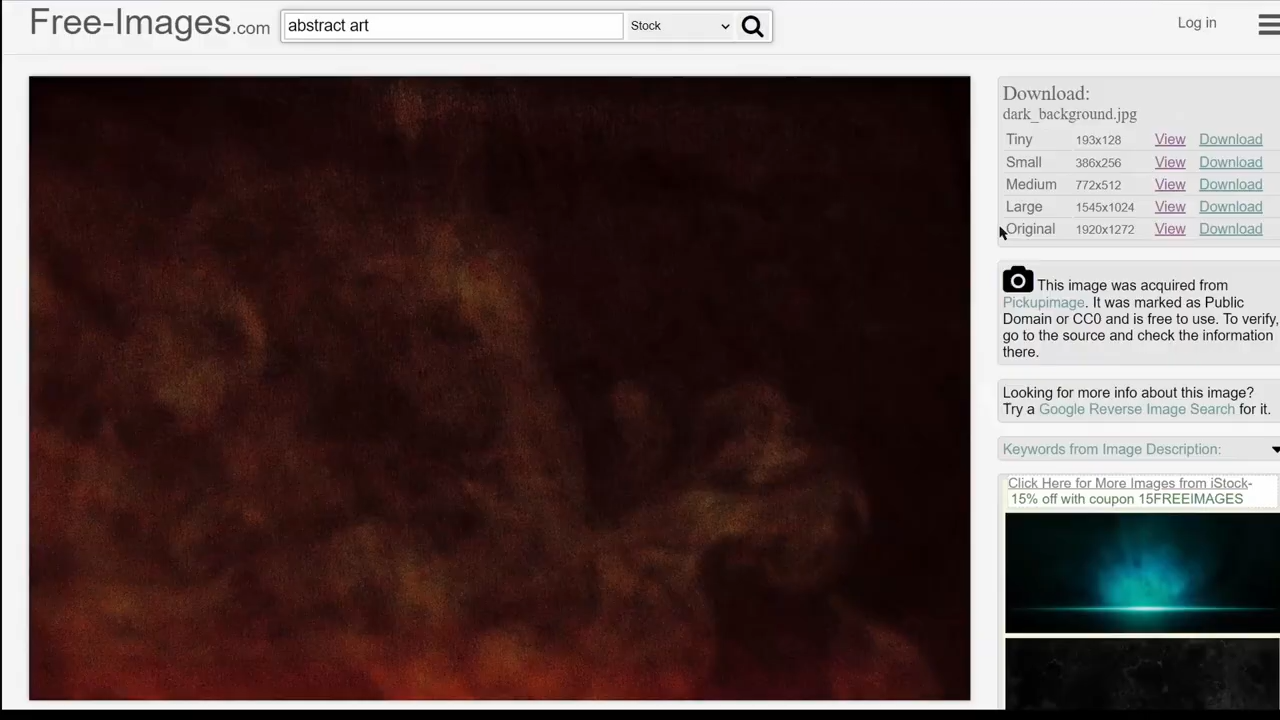 Free-Images.com
abstract art
Stock
Log in
Download:
dark_background.jpg
Tiny 193x128 View Download
Small 386x256 View Download
Medium 772x512 View Download
Large 1545x1024 View Download
Original 1920x1272 View Download
This image was acquired from
Pickupimage. It was marked as Public
Domain or CC0 and is free to use. To verify,
go to the source and check the information
there.
Looking for more info about this image?
Try a Google Reverse Image Search for it.
Keywords from Image Description:
Click Here for More Images from iStock-
15% off with coupon 15FREEIMAGES